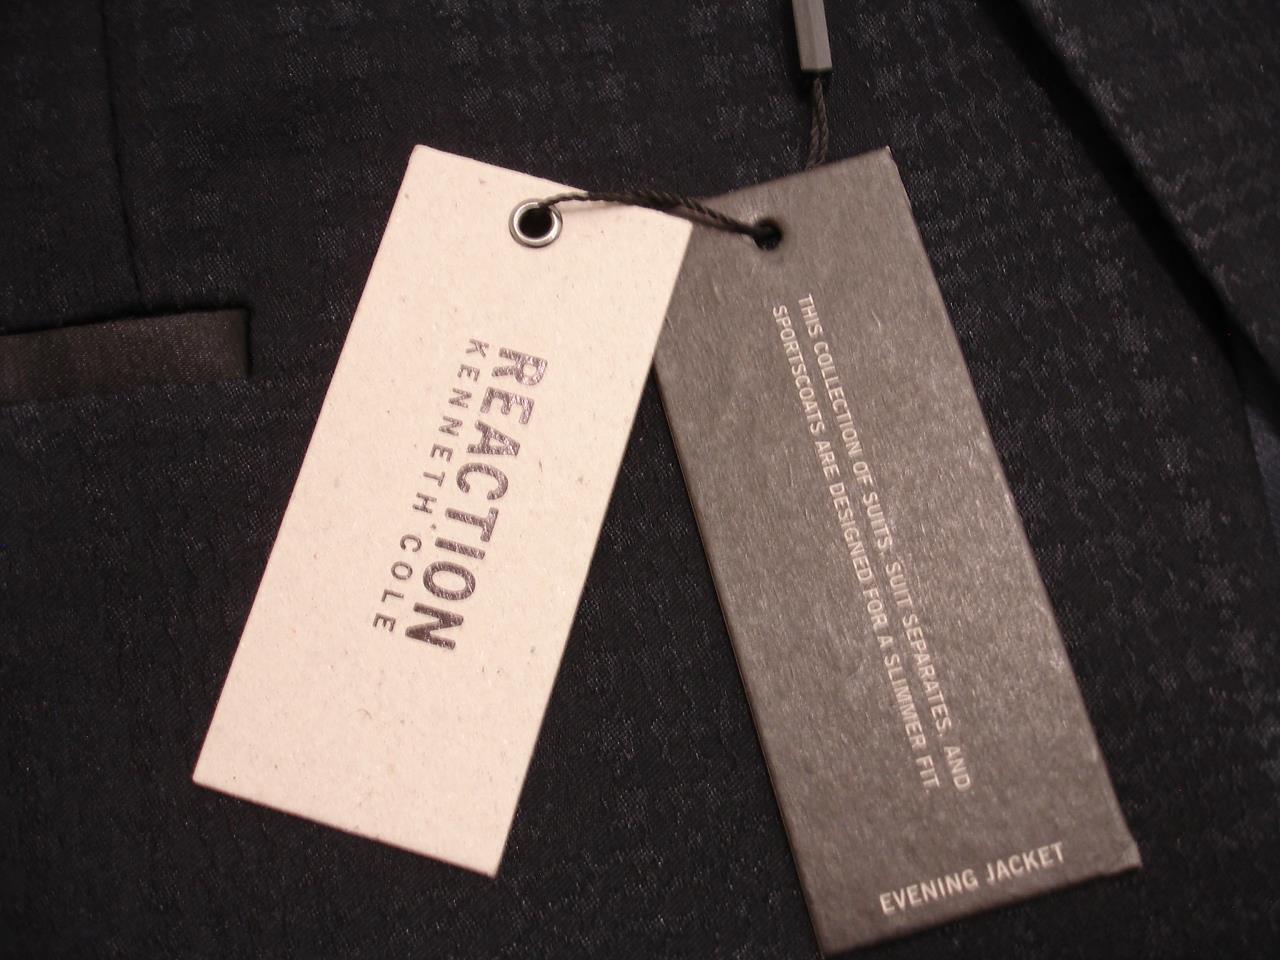 REACTION
KENNETH COLE
THIS COLLECTION OF SUITS, SUIT SEPARATES, AND
SPORTSCOATS ARE DESIGNED FOR A SLIMMER FIT
EVENING JACKET